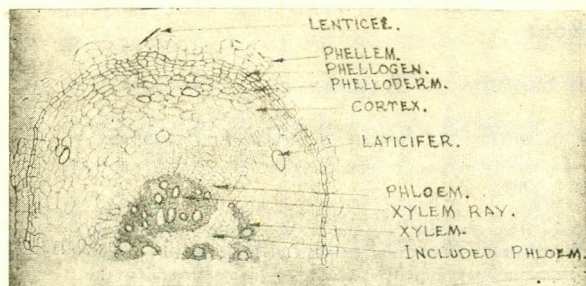 LENTICEL.
PHELLEM.
PHELLOGEN.
PHELLODERM.
CORTEX.
LATICIFER.
PHLOEM.
XYLEM RAY.
XYLEM.
INCLUDED PHLOEM.